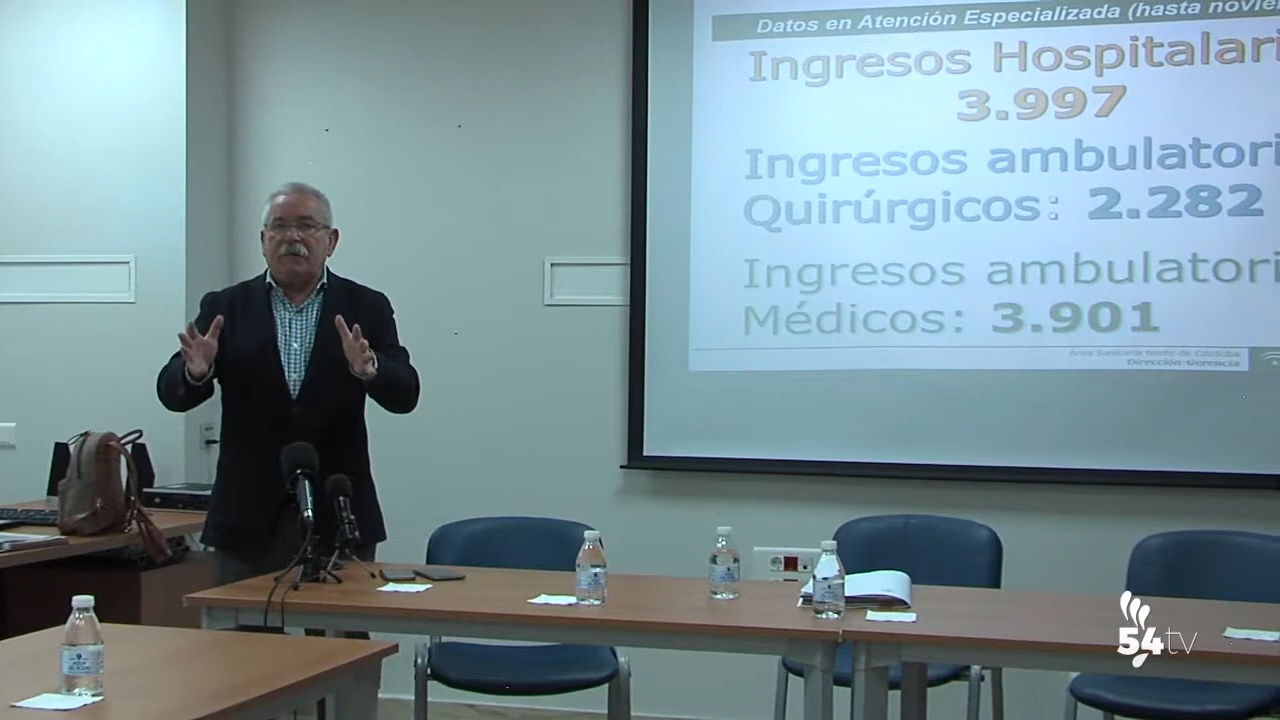 Datos en Atención Especializada (hasta novie
Ingresos Hospitalari
3.997
Ingresos ambulatori
Quirúrgicos: 2.282
Ingresos ambulatori
Médicos: 3.901
Área Sanitaria Norte de Córdoba
Dirección-Gerencia
54tv